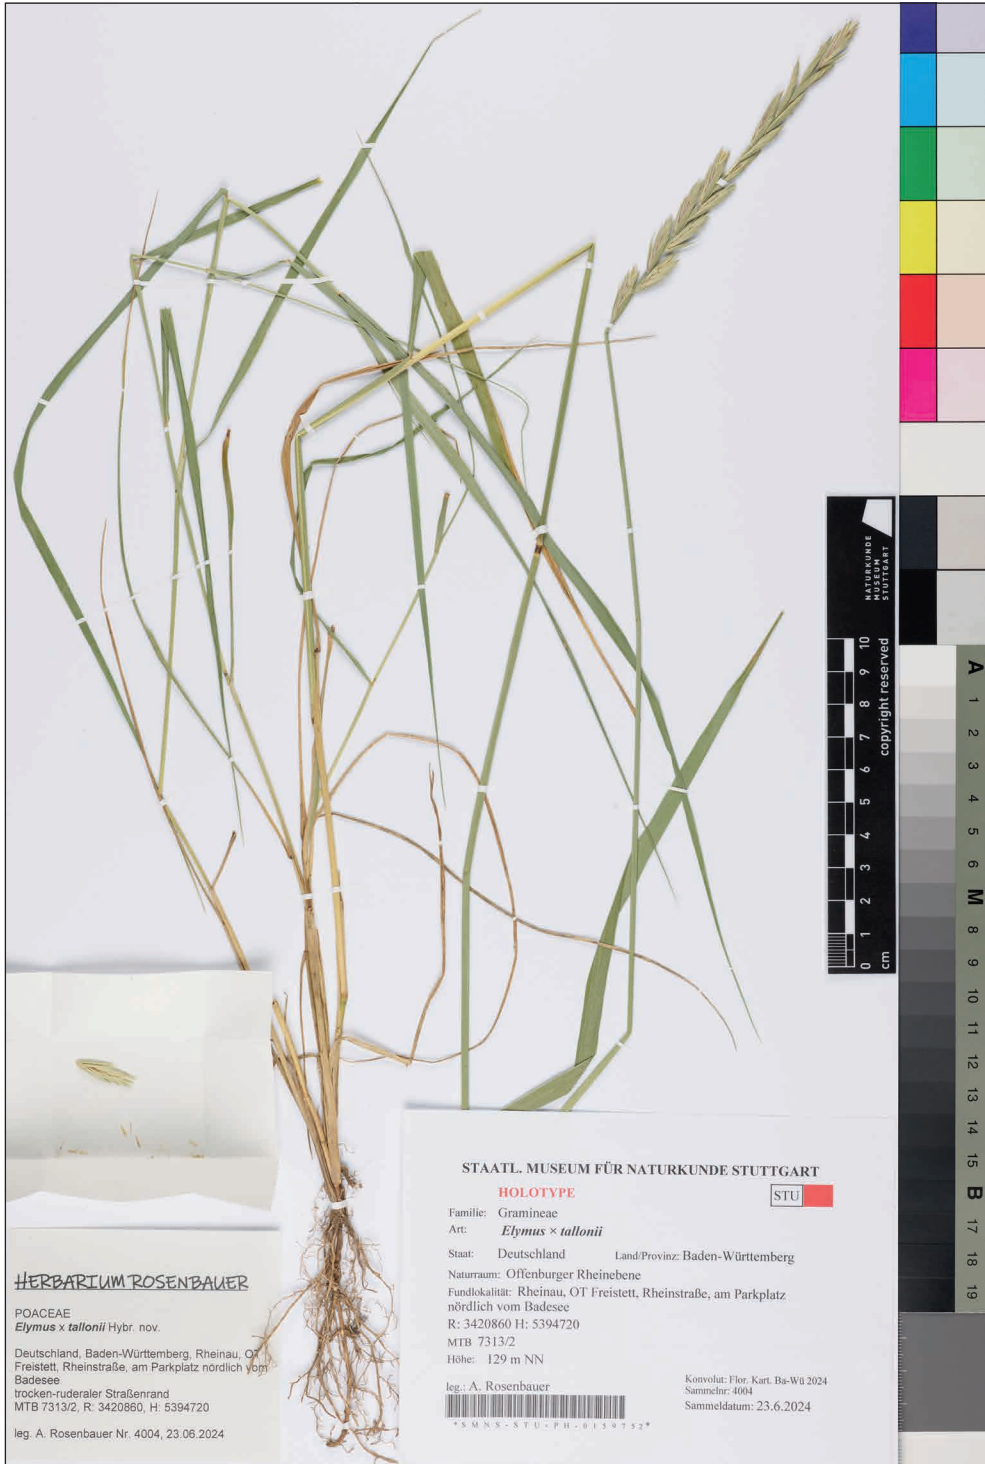 NATURKUNDE
MUSEUM
STUTTGART
10
9
8
7
6
5
4
3
2
1
0
cm
copyright reserved
A
1
2
3
4
5
6
M
8
9
10
11
12
13
14
15
B
17
18
19
STAATL. MUSEUM FÜR NATURKUNDE STUTTGART
HOLOTYPE
STU
Familie: Gramineae
Art: Elymus × tallonii
Staat: Deutschland Land/Provinz: Baden-Württemberg
Naturraum: Offenburger Rheinebene
Fundlokalität: Rheinau, OT Freistett, Rheinstraße, am Parkplatz
nördlich vom Badesee
R: 3420860 H: 5394720
MTB 7313/2
Höhe: 129 m NN
leg.: A. Rosenbauer
Konvolut: Flor. Kart. Ba-Wü 2024
Sammelnr: 4004
Sammeldatum: 23.6.2024
*SMNS-STU-PH-0159752*
HERBARIUM ROSENBAUER
POACEAE
Elymus x tallonii Hybr. nov.
Deutschland, Baden-Württemberg, Rheinau, OT
Freistett, Rheinstraße, am Parkplatz nördlich vom
Badesee
trocken-ruderaler Straßenrand
MTB 7313/2, R: 3420860, H: 5394720
leg. A. Rosenbauer Nr. 4004, 23.06.2024